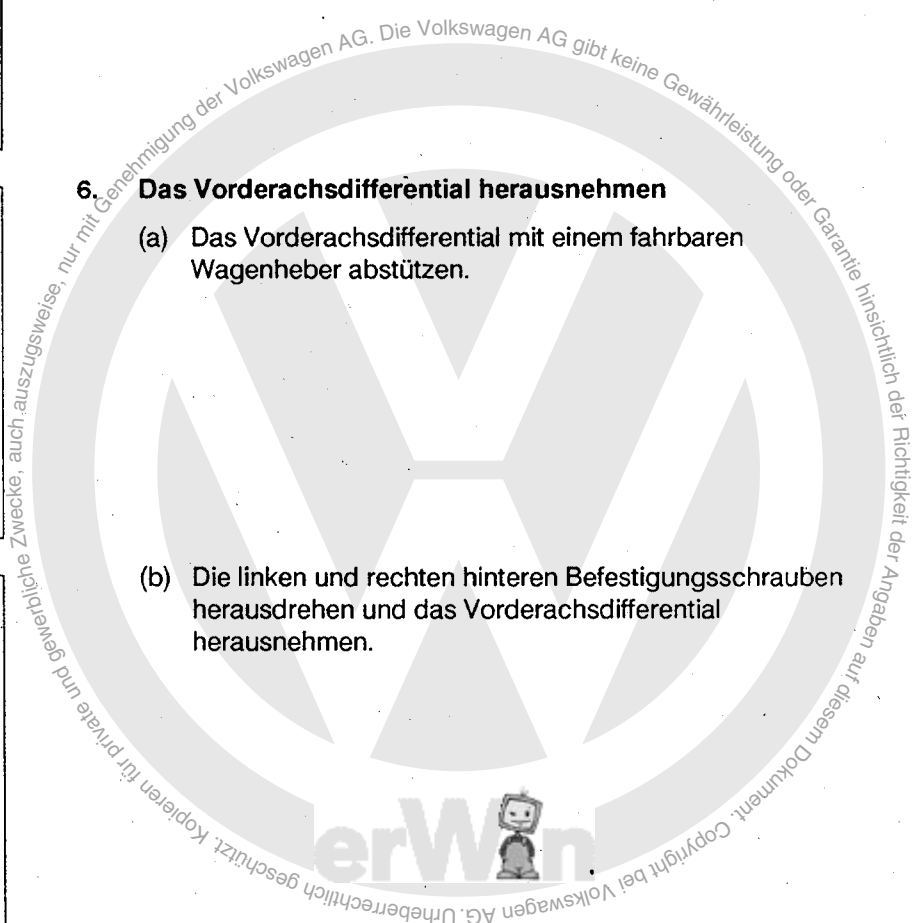 6. Das Vorderachsdifferential herausnehmen
(a) Das Vorderachsdifferential mit einem fahrbaren
Wagenheber abstützen.
(b) Die linken und rechten hinteren Befestigungsschrauben
herausdrehen und das Vorderachsdifferential
herausnehmen.
erWin
Kopieren für private und gewerbliche Zwecke, auch auszugsweise, nur mit Genehmigung der Volkswagen AG. Die Volkswagen AG gibt keine Gewährleistung oder Garantie hinsichtlich der Richtigkeit der Angaben auf diesem Dokument. Copyright bei Volkswagen AG. Urheberrechtlich geschützt.